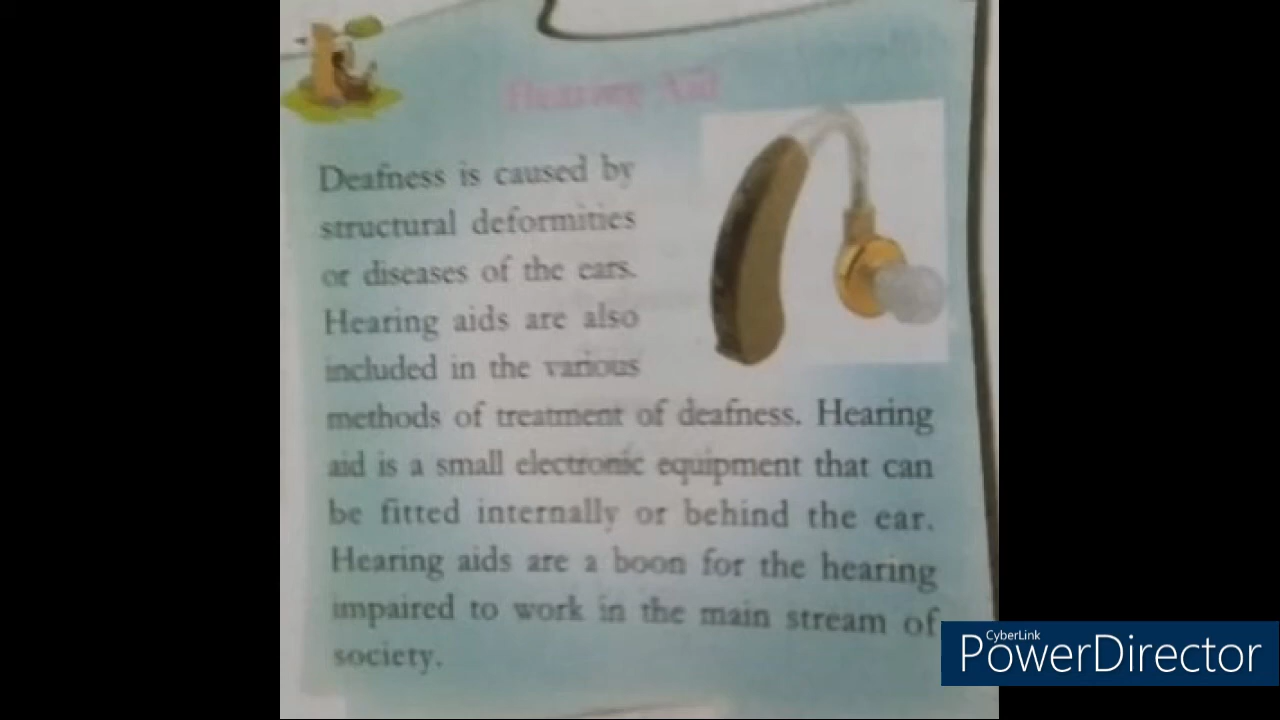 Hearing Aid
Deafness is caused by
structural deformities
or diseases of the ears.
Hearing aids are also
included in the various
methods of treatment of deafness. Hearing
aid is a small electronic equipment that can
be fitted internally or behind the ear.
Hearing aids are a boon for the hearing
impaired to work in the main stream of
society.
CyberLink
PowerDirector